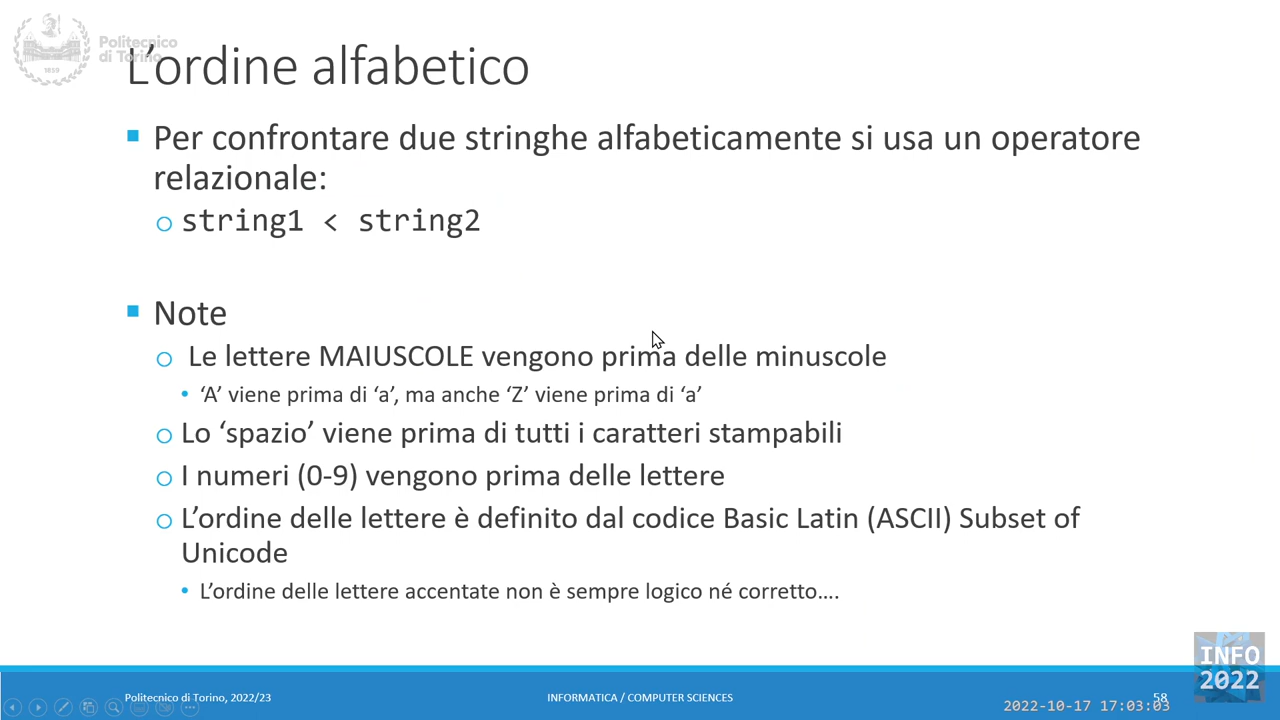 Politecnico
di Torino
1859
L'ordine alfabetico
Per confrontare due stringhe alfabeticamente si usa un operatore
relazionale:
string1 < string2
Note
Le lettere MAIUSCOLE vengono prima delle minuscole
‘A’ viene prima di ‘a’, ma anche ‘Z’ viene prima di ‘a’
Lo ‘spazio’ viene prima di tutti i caratteri stampabili
I numeri (0-9) vengono prima delle lettere
L’ordine delle lettere è definito dal codice Basic Latin (ASCII) Subset of
Unicode
L’ordine delle lettere accentate non è sempre logico né corretto….
INFO
2022
Politecnico di Torino, 2022/23
INFORMATICA / COMPUTER SCIENCES
58
2022-10-17 17:03:03